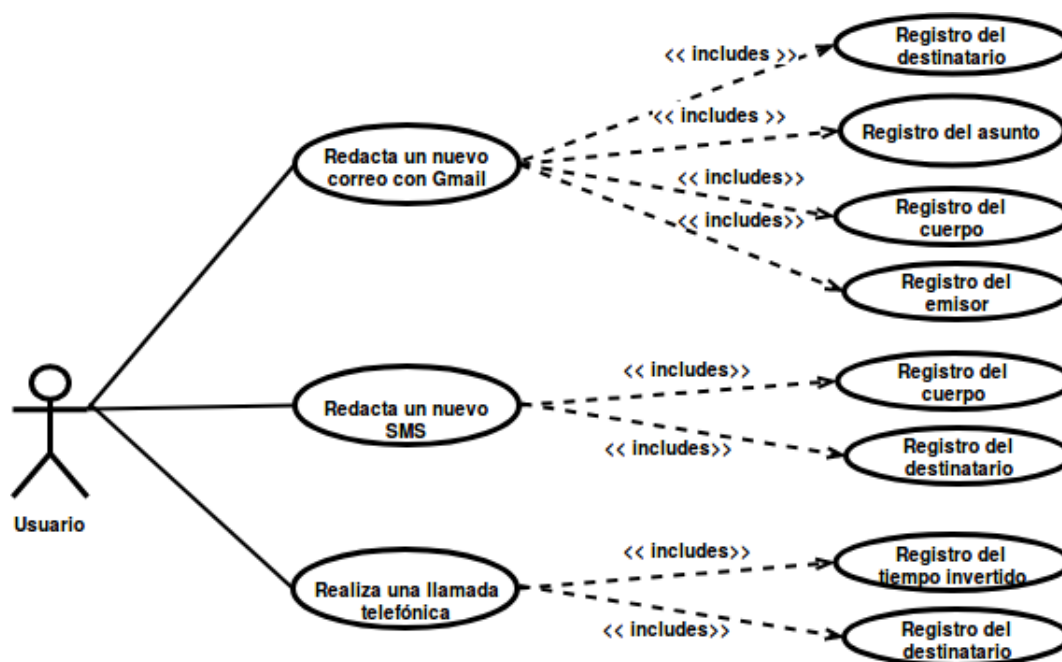 Registro del
destinatario
<< includes >>
<< includes >>
Registro del asunto
Redacta un nuevo
correo con Gmail
<< includes>>
Registro del
cuerpo
<< includes>>
Registro del
emisor
<< includes>>
Registro del
cuerpo
Redacta un nuevo
SMS
<< includes>>
Registro del
destinatario
Usuario
<< includes>>
Registro del
tiempo invertido
Realiza una llamada
telefónica
<< includes>>
Registro del
destinatario